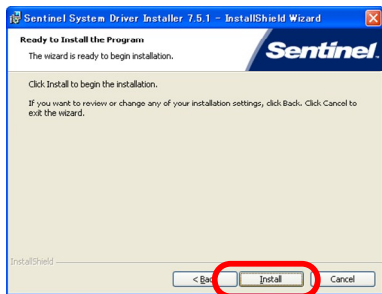 Sentinel System Driver Installer 7.5.1 - InstallShield Wizard
Ready to Install the Program
The wizard is ready to begin installation.
Sentinel.
Click Install to begin the installation.
If you want to review or change any of your installation settings, click Back. Click Cancel to
exit the wizard.
InstallShield
< Back Install Cancel